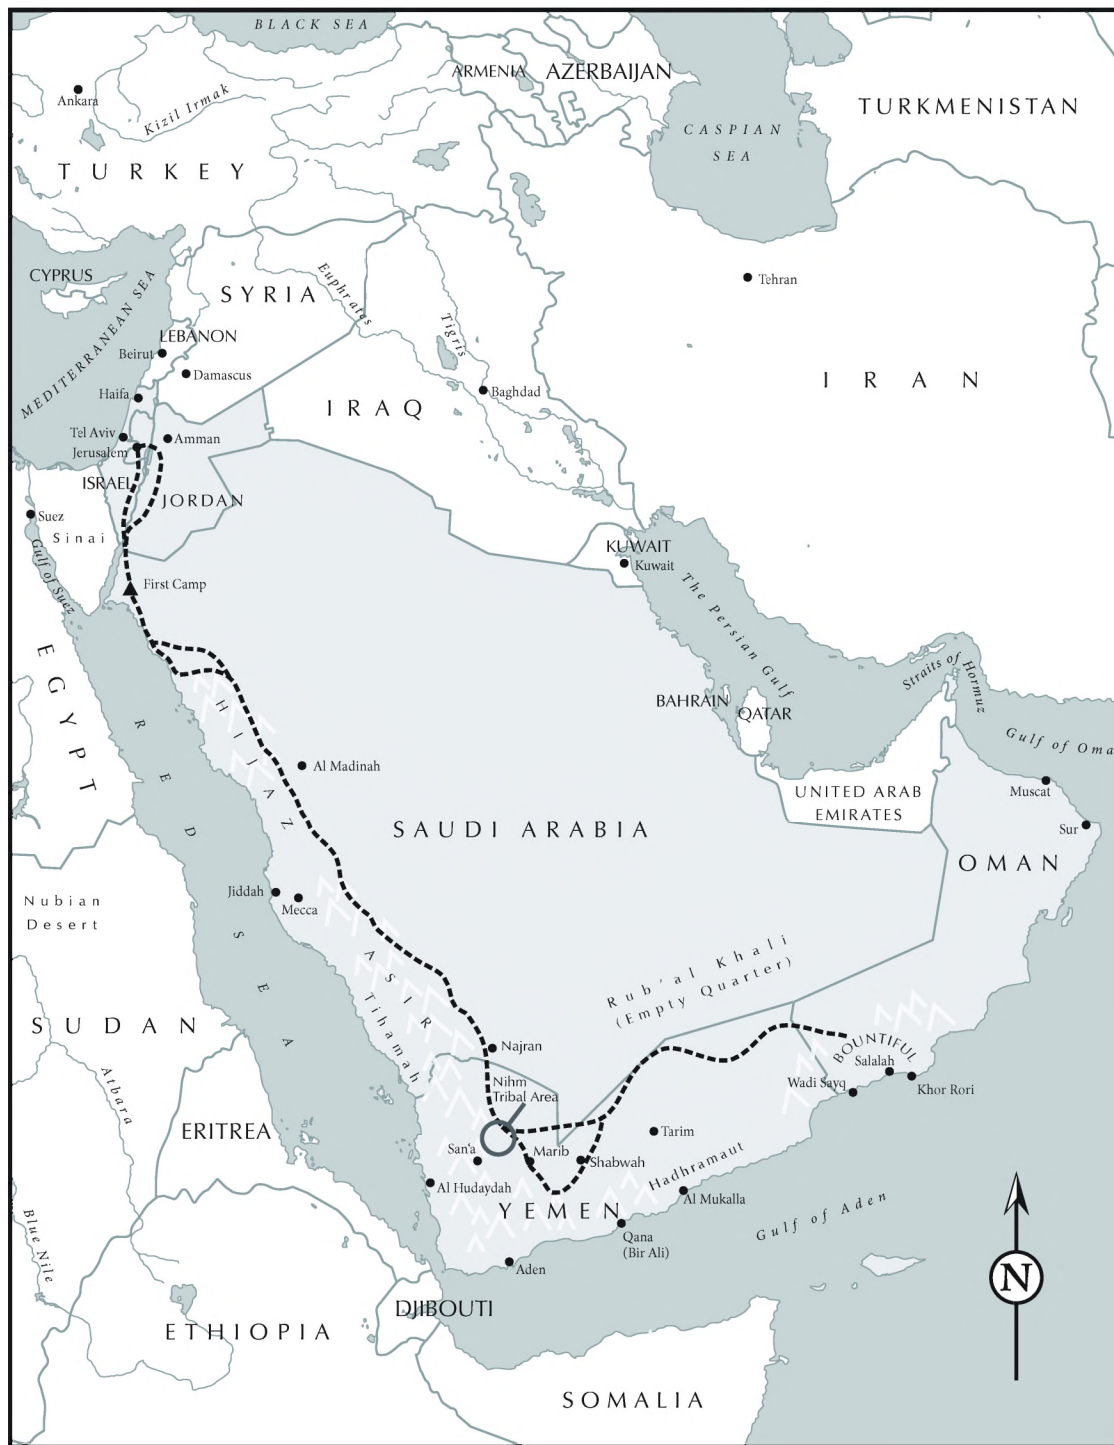 BLACK SEA
ARMENIA
AZERBAIJAN
TURKMENISTAN
Ankara
Kizil Irmak
CASPIAN
SEA
TURKEY
CYPRUS
MEDITERRANEAN SEA
SYRIA
Euphrates
Tigris
Tehran
LEBANON
Beirut
Damascus
Haifa
IRAQ
Baghdad
IRAN
Tel Aviv
Amman
Jerusalem
ISRAEL
JORDAN
Suez
Sinai
Gulf of Suez
First Camp
KUWAIT
Kuwait
The Persian Gulf
Straits of
Hormuz
EGYPT
BAHRAIN
QATAR
Gulf of Oma
RED SEA
HIJAZ
Al Madinah
UNITED ARAB
EMIRATES
Muscat
Sur
SAUDI ARABIA
OMAN
Nubian
Desert
Jiddah
Mecca
ASIR
Tihamah
Rub'al Khali
(Empty Quarter)
SUDAN
Atbara
Najran
BOUNTIFUL
Salalah
Wadi Sayq
Khor Rori
Nihm
Tribal Area
ERITREA
San'a
Marib
Shabwah
Tarim
Hadhramaut
Al Hudaydah
YEMEN
Al Mukalla
Qana
(Bir Ali)
Gulf of Aden
Blue Nile
Aden
N
DJIBOUTI
ETHIOPIA
SOMALIA